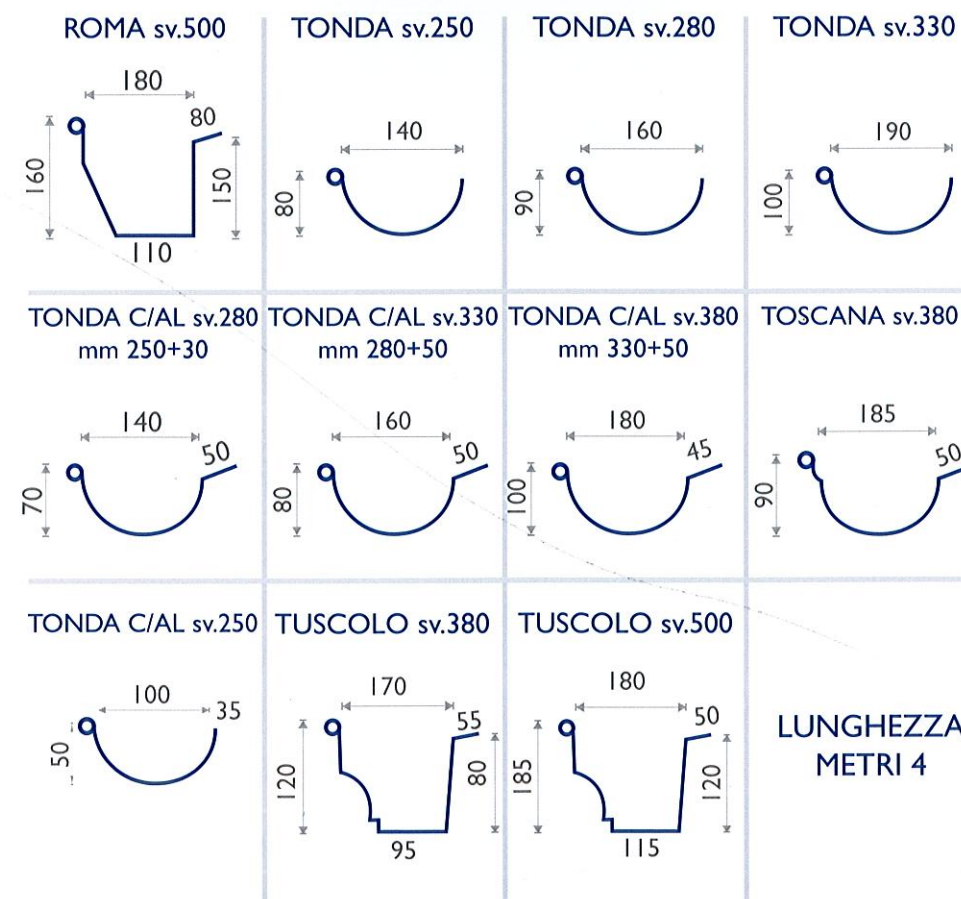 ROMA sv.500
180
80
160
150
110
TONDA sv.250
140
80
TONDA sv.280
160
90
TONDA sv.330
190
100
TONDA C/AL sv.280
mm 250+30
140
50
70
TONDA C/AL sv.330
mm 280+50
160
50
80
TONDA C/AL sv.380
mm 330+50
180
45
100
TOSCANA sv.380
185
50
90
TONDA C/AL sv.250
100
35
50
TUSCOLO sv.380
170
55
120
80
95
TUSCOLO sv.500
180
50
185
120
115
LUNGHEZZA
METRI 4